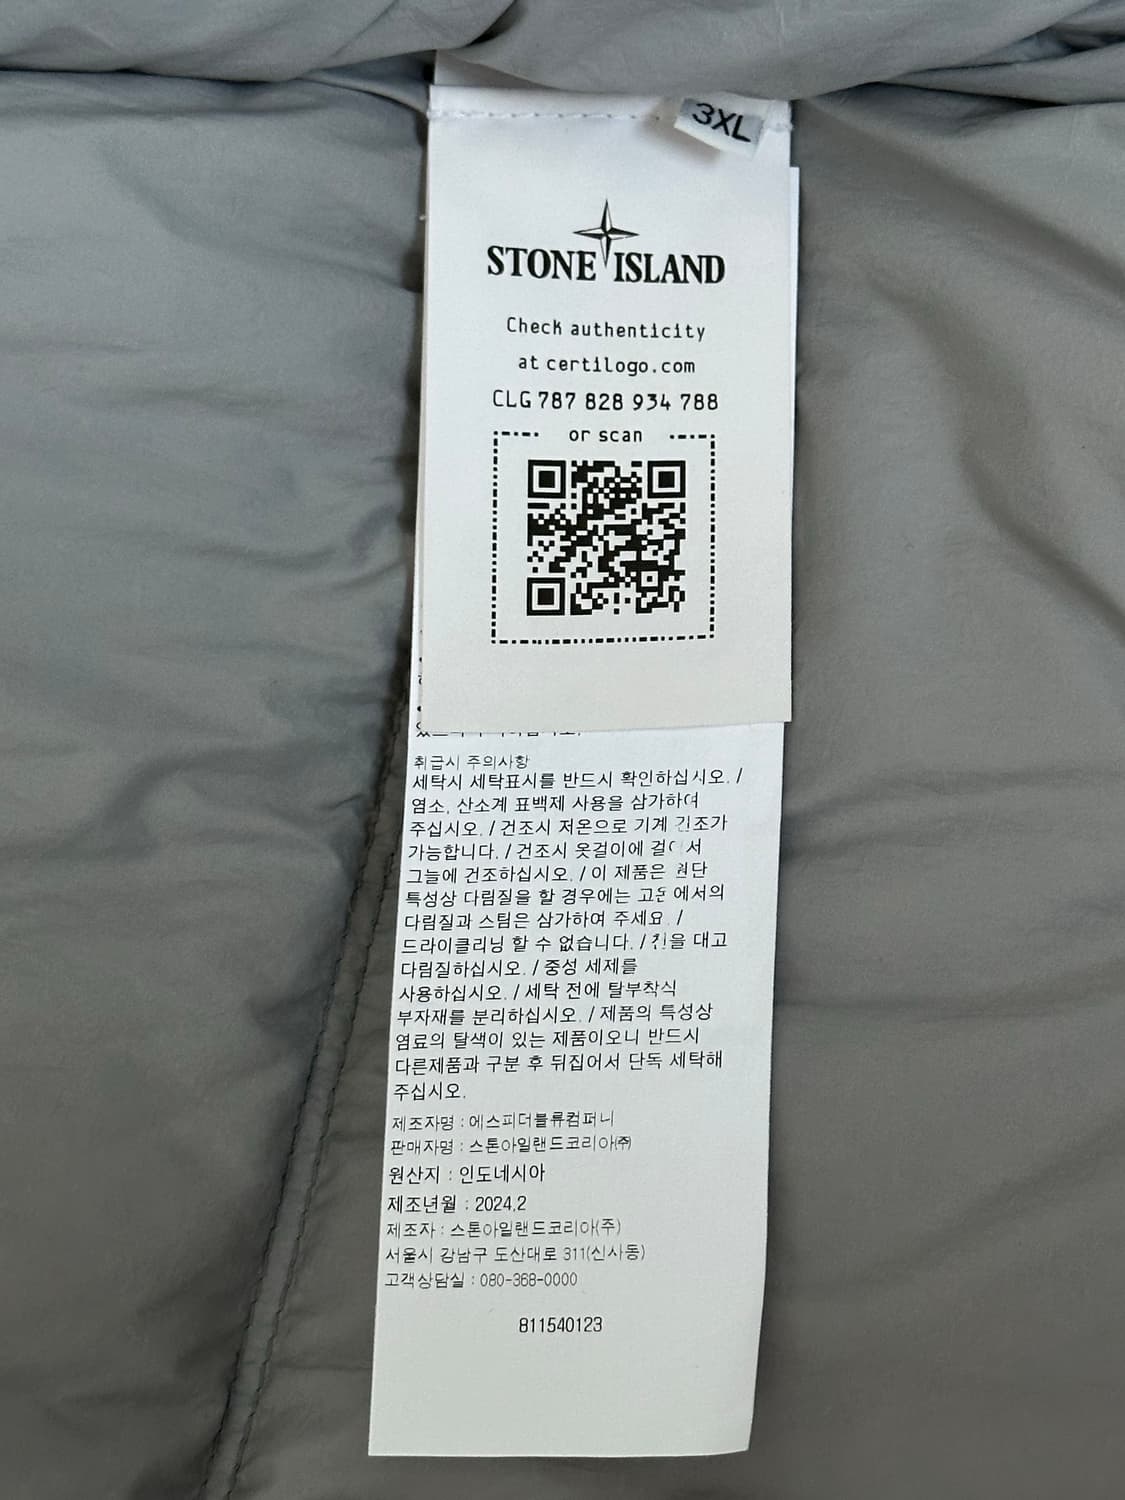 3XL
STONE ISLAND
Check authenticity
at certilogo.com
CLG 787 828 934 788
or scan
취급시 주의사항
세탁시 세탁표시를 반드시 확인하십시오. /
염소, 산소계 표백제 사용을 삼가하여
주십시오. / 건조시 저온으로 기계 건조가
가능합니다. / 건조시 옷걸이에 걸어서
그늘에 건조하십시오. / 이 제품은 원단
특성상 다림질을 할 경우에는 고온에서의
다림질과 스팀은 삼가하여 주세요. /
드라이클리닝 할 수 없습니다. / 천을 대고
다림질하십시오. / 중성 세제를
사용하십시오. / 세탁 전에 탈부착식
부자재를 분리하십시오. / 제품의 특성상
염료의 탈색이 있는 제품이오니 반드시
다른제품과 구분 후 뒤집어서 단독 세탁해
주십시오.
제조자명 : 에스피더블류컴퍼니
판매자명 : 스톤아일랜드코리아㈜
원산지 : 인도네시아
제조년월 : 2024.2
제조자 : 스톤아일랜드코리아(주)
서울시 강남구 도산대로 311(신사동)
고객상담실 : 080-368-0000
811540123